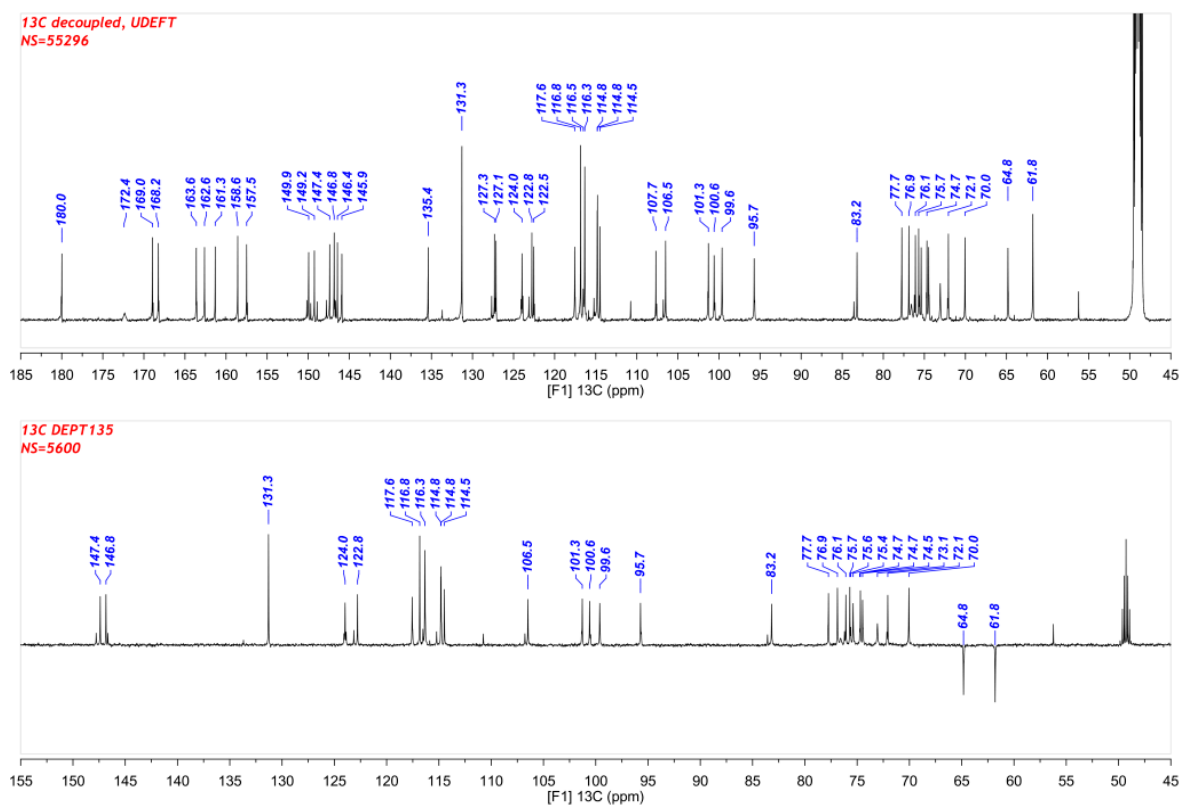 13C decoupled, UDEFT
NS=55296
180.0 172.4 169.0 168.2 163.6 162.6 161.3 158.6 157.5 149.9 149.2 147.4 146.8 146.4 145.9 135.4 131.3 127.3 127.1 124.0 122.8 122.5 117.6 116.8 116.5 116.3 114.8 114.8 114.5 107.7 106.5 101.3 100.6 99.6 95.7 83.2 77.7 76.9 76.1 75.7 74.7 72.1 70.0 64.8 61.8
185 180 175 170 165 160 155 150 145 140 135 130 125 120 115 110 105 100 95 90 85 80 75 70 65 60 55 50 45
[F1] 13C (ppm)
13C DEPT135
NS=5600
147.4 146.8 131.3 124.0 122.8 117.6 116.8 116.3 114.8 114.8 114.5 106.5 101.3 100.6 99.6 95.7 83.2 77.7 76.9 76.1 75.7 75.6 75.4 74.7 74.7 74.5 73.1 72.1 70.0 64.8 61.8
155 150 145 140 135 130 125 120 115 110 105 100 95 90 85 80 75 70 65 60 55 50 45
[F1] 13C (ppm)